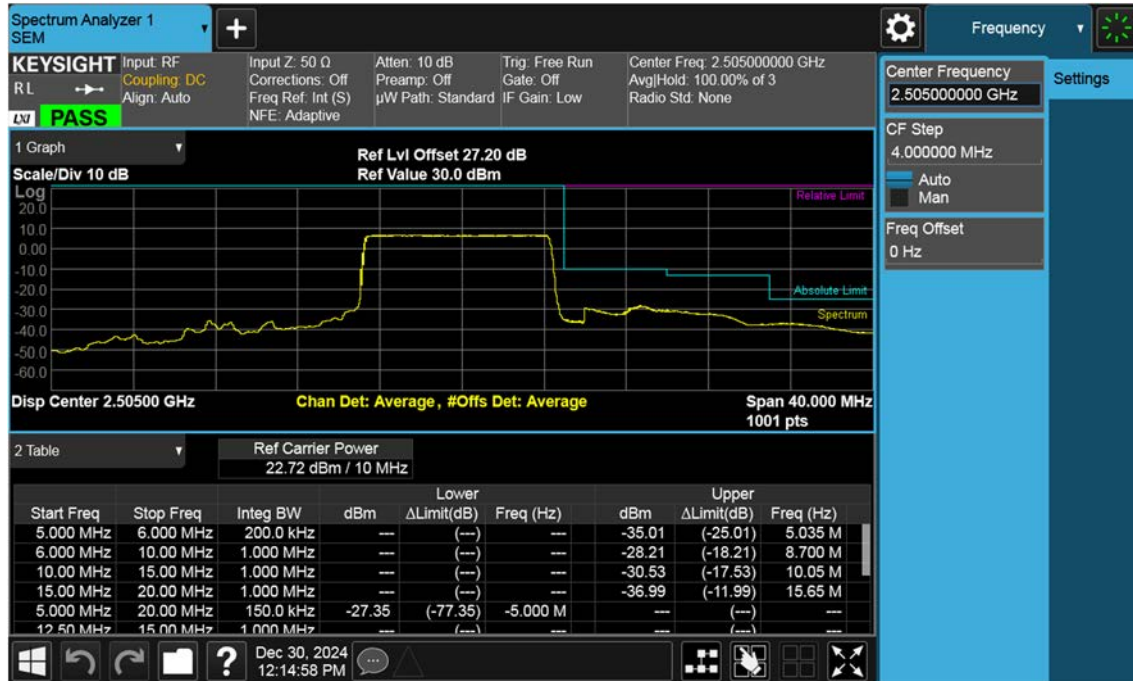 Spectrum Analyzer 1
SEM
+
Frequency
KEYSIGHT
RL
LXI PASS
Input: RF
Coupling: DC
Align: Auto
Input Z: 50 Ω
Corrections: Off
Freq Ref: Int (S)
NFE: Adaptive
Atten: 10 dB
Preamp: Off
µW Path: Standard
Trig: Free Run
Gate: Off
IF Gain: Low
Center Freq: 2.505000000 GHz
Avg|Hold: 100.00% of 3
Radio Std: None
Center Frequency
2.505000000 GHz
Settings
CF Step
4.000000 MHz
Auto
Man
Freq Offset
0 Hz
1 Graph
Scale/Div 10 dB
Ref Lvl Offset 27.20 dB
Ref Value 30.0 dBm
Log
20.0
10.0
0.00
-10.0
-20.0
-30.0
-40.0
-50.0
-60.0
Relative Limit
Absolute Limit
Spectrum
Disp Center 2.50500 GHz
Chan Det: Average, #Offs Det: Average
Span 40.000 MHz
1001 pts
2 Table
Ref Carrier Power
22.72 dBm / 10 MHz
Lower Upper
Start Freq Stop Freq Integ BW dBm ΔLimit(dB) Freq (Hz) dBm ΔLimit(dB) Freq (Hz)
5.000 MHz 6.000 MHz 200.0 kHz --- (---) --- -35.01 (-25.01) 5.035 M
6.000 MHz 10.00 MHz 1.000 MHz --- (---) --- -28.21 (-18.21) 8.700 M
10.00 MHz 15.00 MHz 1.000 MHz --- (---) --- -30.53 (-17.53) 10.05 M
15.00 MHz 20.00 MHz 1.000 MHz --- (---) --- -36.99 (-11.99) 15.65 M
5.000 MHz 20.00 MHz 150.0 kHz -27.35 (-77.35) -5.000 M --- (---) ---
12.50 MHz 15.00 MHz 1.000 MHz --- (---) --- --- (---) ---
?
Dec 30, 2024
12:14:58 PM